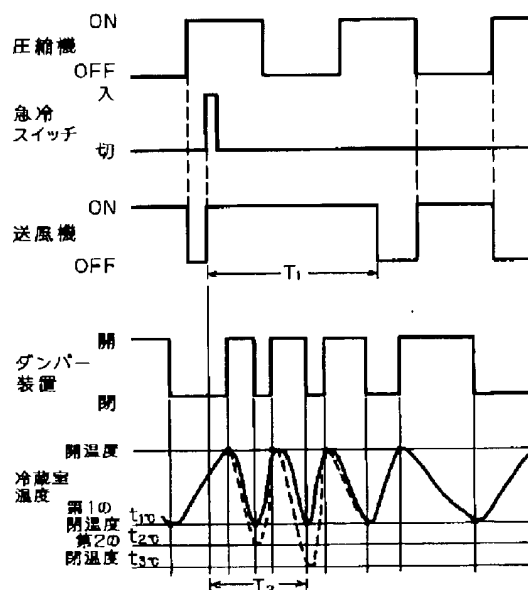 ON
圧縮機
OFF
入
急冷
スイッチ
切
ON
送風機
OFF
T1
開
ダンパー
装置
閉
開温度
冷蔵室
温度
第1の
閉温度
t1℃
第2の
閉温度
t2℃
t3℃
T2